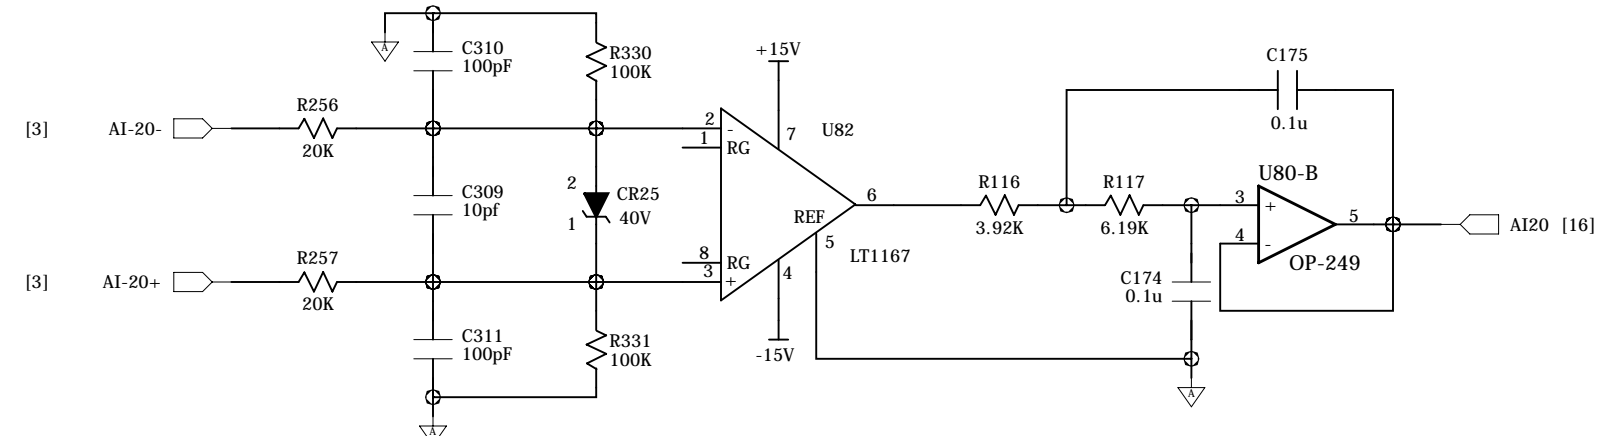 A
C310
100pF
R330
100K
+15V
C175
0.1u
[3] AI-20-
R256
20K
2
-
1
RG
7
U82
C309
10pf
2
CR25
1
40V
REF
6
5
LT1167
R116
3.92K
R117
6.19K
U80-B
3
+
5
4
-
OP-249
AI20 [16]
[3] AI-20+
R257
20K
8
RG
3
+
4
C174
0.1u
C311
100pF
R331
100K
-15V
A
A